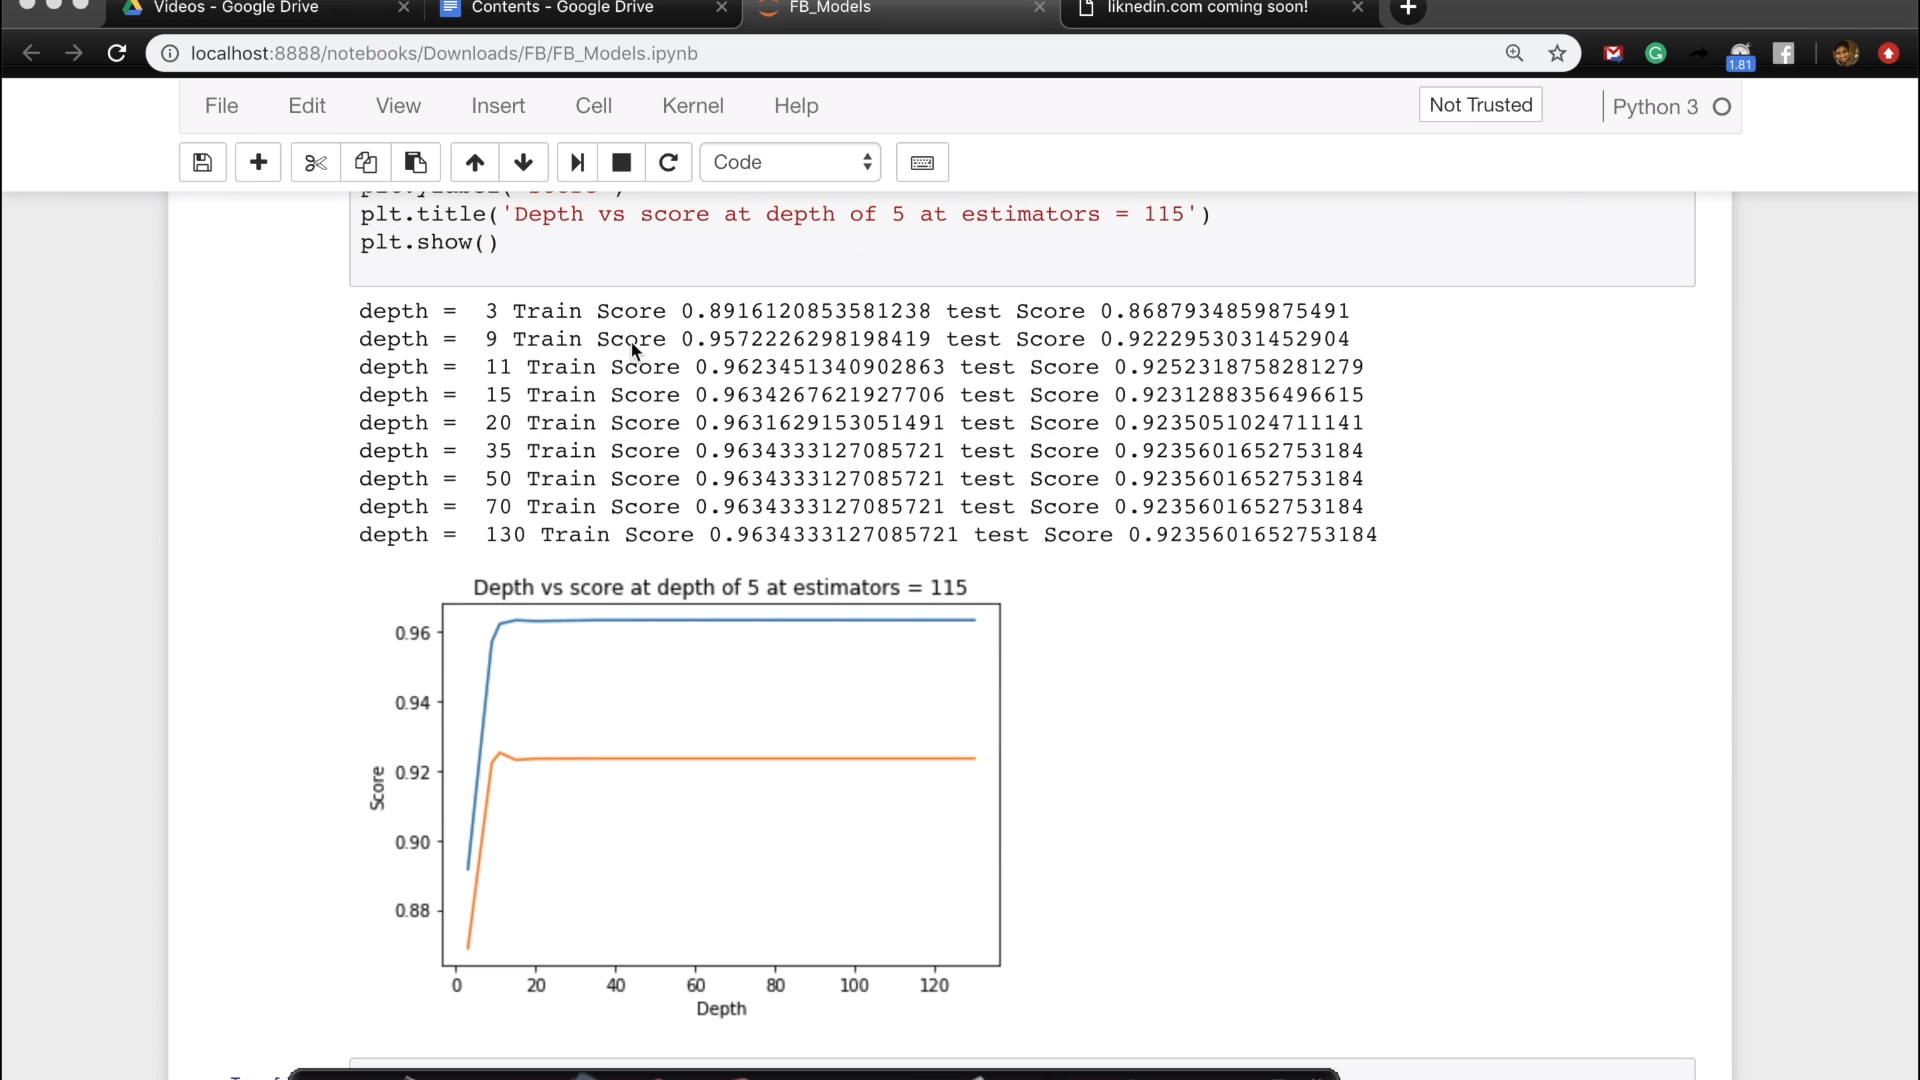 Videos - Google Drive
Contents - Google Drive
FB_Models
liknedin.com coming soon!
localhost:8888/notebooks/Downloads/FB/FB_Models.ipynb
1.81
File Edit View Insert Cell Kernel Help
Not Trusted
Python 3
Code
plt.title('Depth vs score at depth of 5 at estimators = 115')
plt.show()
depth =  3 Train Score 0.8916120853581238 test Score 0.8687934859875491
depth =  9 Train Score 0.9572226298198419 test Score 0.9222953031452904
depth =  11 Train Score 0.9623451340902863 test Score 0.9252318758281279
depth =  15 Train Score 0.9634267621927706 test Score 0.9231288356496615
depth =  20 Train Score 0.9631629153051491 test Score 0.9235051024711141
depth =  35 Train Score 0.9634333127085721 test Score 0.9235601652753184
depth =  50 Train Score 0.9634333127085721 test Score 0.9235601652753184
depth =  70 Train Score 0.9634333127085721 test Score 0.9235601652753184
depth =  130 Train Score 0.9634333127085721 test Score 0.9235601652753184
Depth vs score at depth of 5 at estimators = 115
0.96
0.94
0.92
0.90
0.88
Score
0 20 40 60 80 100 120
Depth